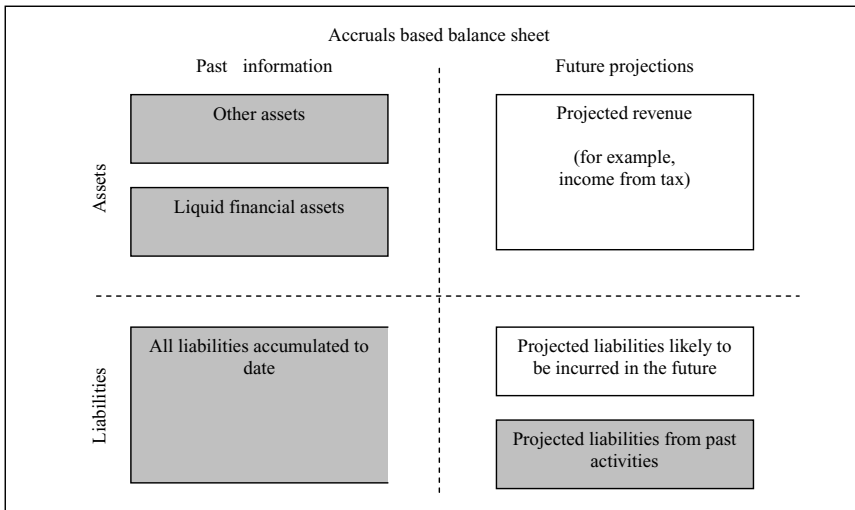 Accruals based balance sheet
Past information
Future projections
Assets
Other assets
Liquid financial assets
Projected revenue
(for example,
income from tax)
Liabilities
All liabilities accumulated to
date
Projected liabilities likely to
be incurred in the future
Projected liabilities from past
activities